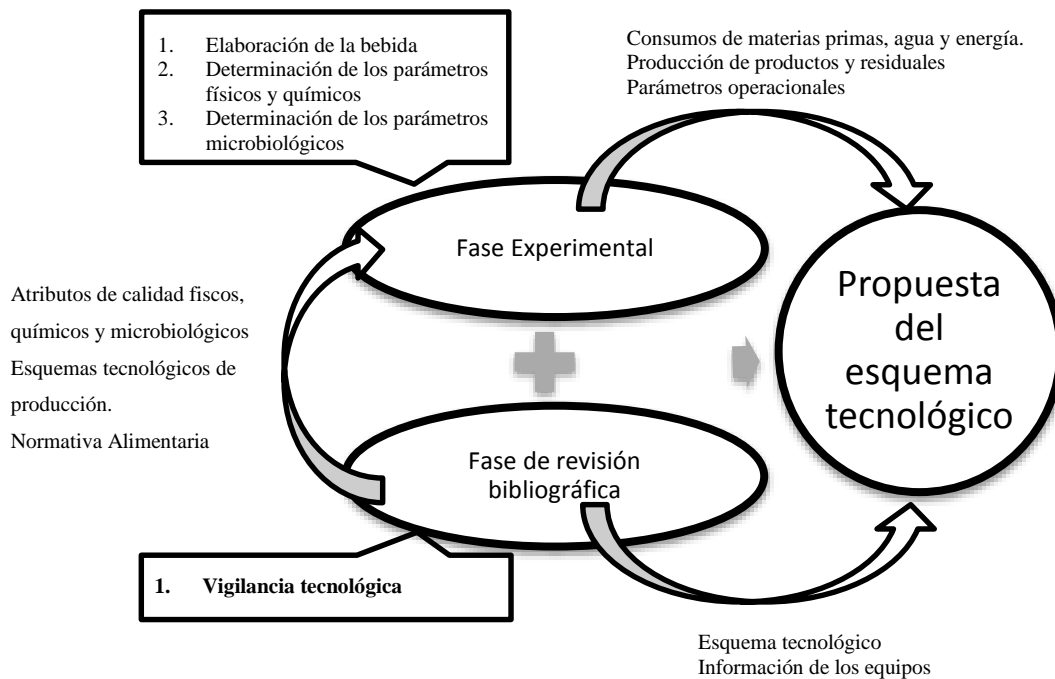 1. Elaboración de la bebida
2. Determinación de los parámetros
físicos y químicos
3. Determinación de los parámetros
microbiológicos
Consumos de materias primas, agua y energía.
Producción de productos y residuales
Parámetros operacionales
Fase Experimental
Atributos de calidad fiscos,
químicos y microbiológicos
Esquemas tecnológicos de
producción.
Normativa Alimentaria
Propuesta
del
esquema
tecnológico
Fase de revisión
bibliográfica
1. Vigilancia tecnológica
Esquema tecnológico
Información de los equipos